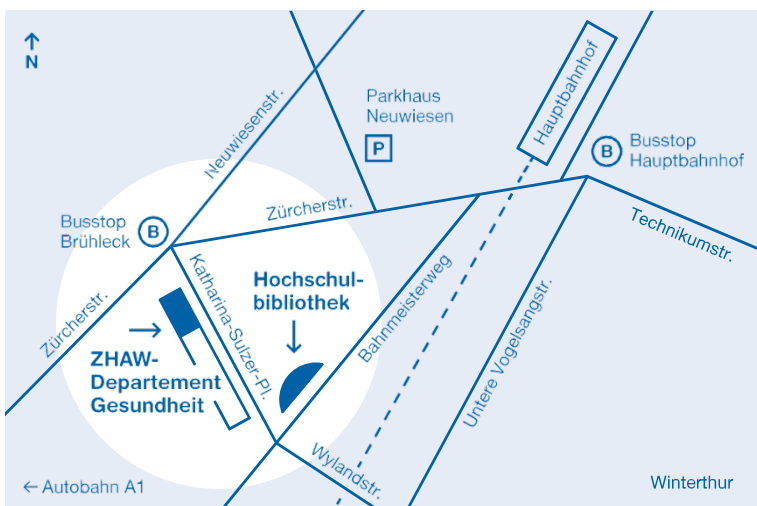 N
Neuwiesenstr.
Parkhaus
Neuwiesen
P
Hauptbahnhof
B
Busstop
Hauptbahnhof
Zürcherstr.
Technikumstr.
Busstop
Brühleck
B
Katharina-Sulzer-Pl.
Hochschul-
bibliothek
Bahnmeisterweg
Untere Vogelsangstr.
Zürcherstr.
ZHAW-
Departement
Gesundheit
Wylandstr.
← Autobahn A1
Winterthur